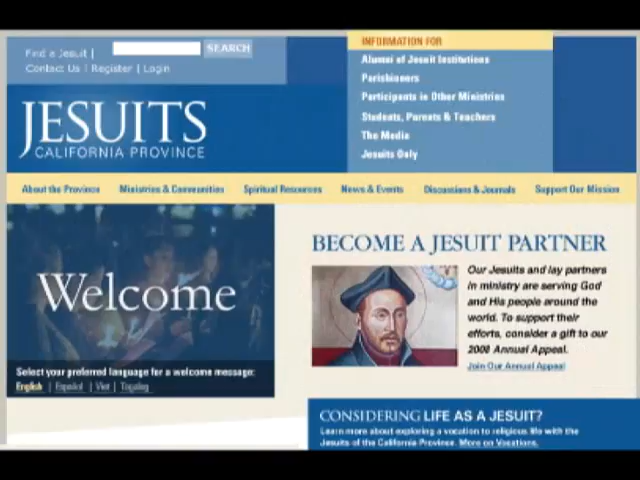 Find a Jesuit |
SEARCH
Contact Us | Register | Login
INFORMATION FOR
Alumni of Jesuit Institutions
Parishioners
Participants in Other Ministries
Students, Parents & Teachers
The Media
Jesuits Only
JESUITS
CALIFORNIA PROVINCE
About the Province
Ministries & Communities
Spiritual Resources
News & Events
Discussions & Journals
Support Our Mission
Welcome
Select your preferred language for a welcome message:
English | Español | Viet | Tagalog
BECOME A JESUIT PARTNER
Our Jesuits and lay partners
in ministry are serving God
and His people around the
world. To support their
efforts, consider a gift to our
2008 Annual Appeal.
Join Our Annual Appeal
CONSIDERING LIFE AS A JESUIT?
Learn more about exploring a vocation to religious life with the
Jesuits of the California Province. More on Vocations.